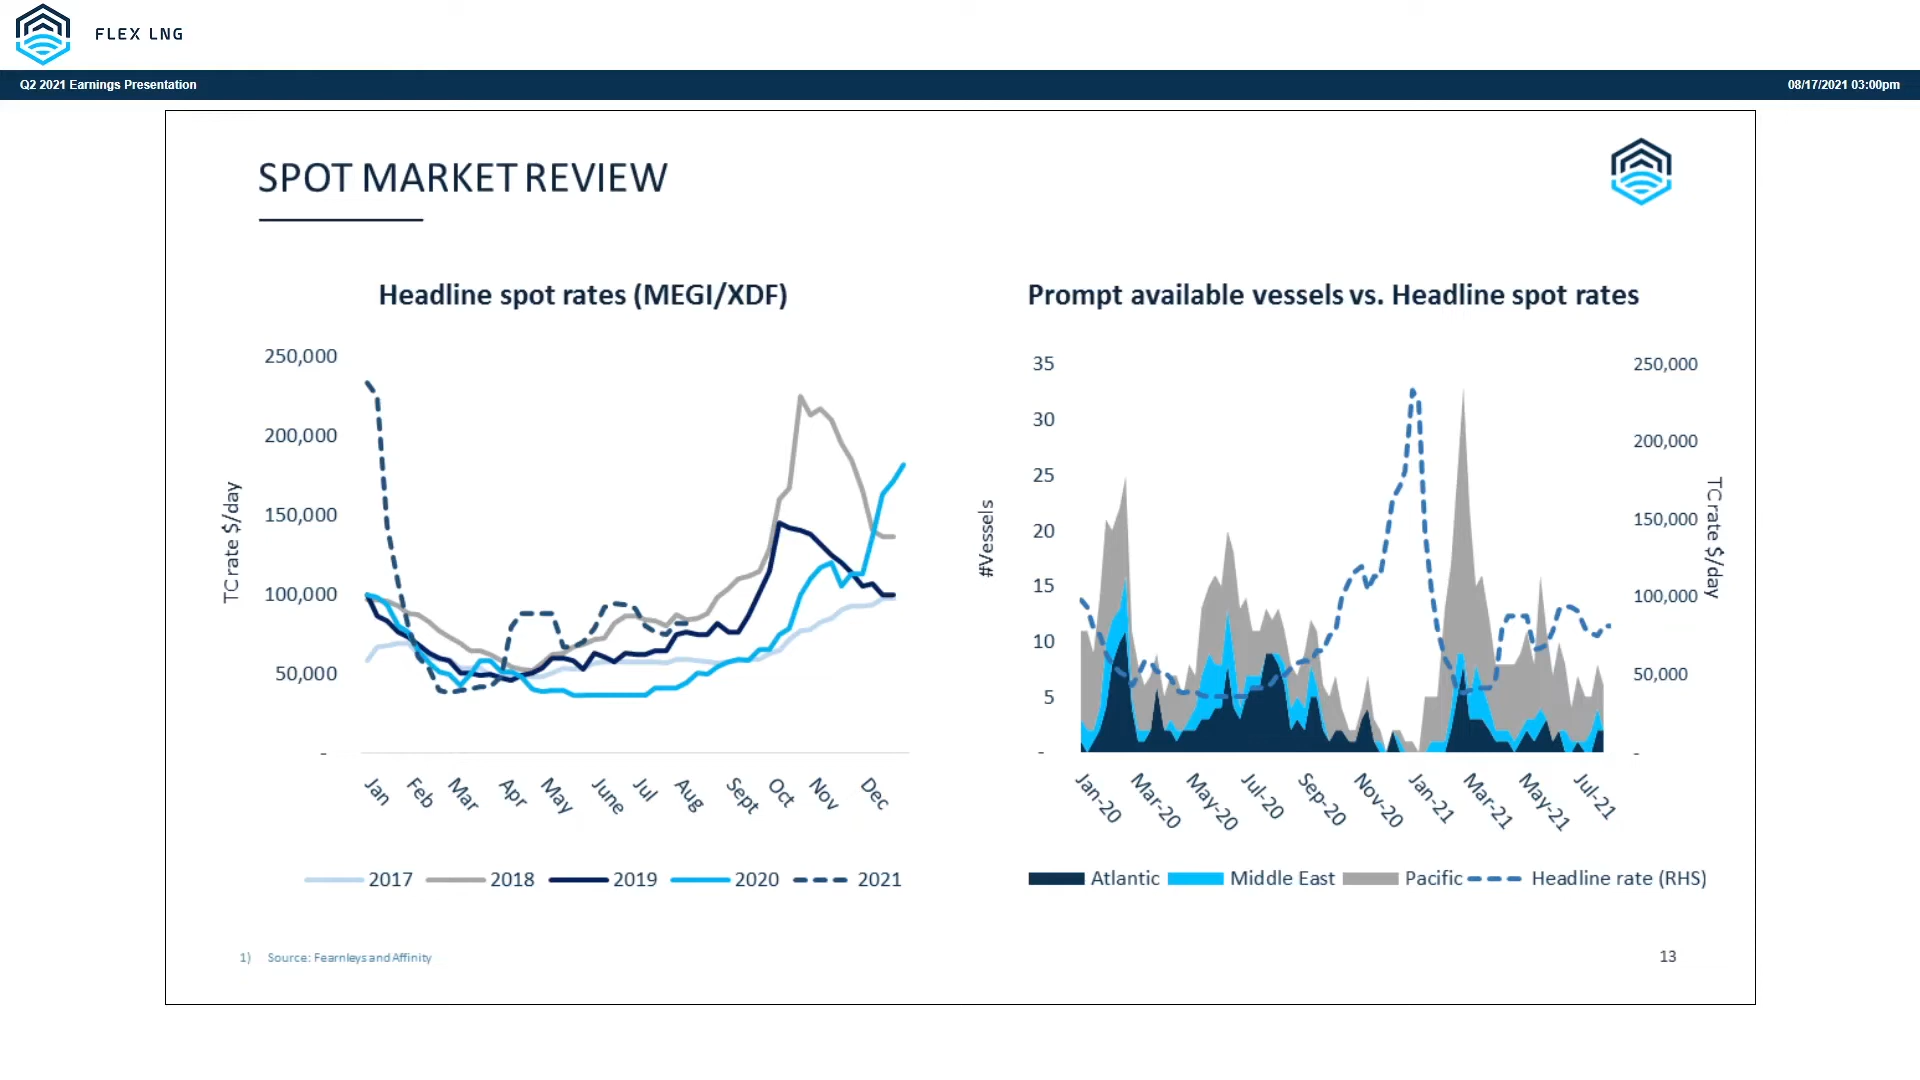 FLEX LNG
Q2 2021 Earnings Presentation
08/17/2021 03:00pm
SPOT MARKET REVIEW
Headline spot rates (MEGI/XDF)
250,000
200,000
150,000
100,000
50,000
-
TC rate $/day
Jan
Feb
Mar
Apr
May
June
Jul
Aug
Sept
Oct
Nov
Dec
2017
2018
2019
2020
2021
Prompt available vessels vs. Headline spot rates
35
30
25
20
15
10
5
-
#Vessels
250,000
200,000
150,000
100,000
50,000
-
TC rate $/day
Jan-20
Mar-20
May-20
Jul-20
Sep-20
Nov-20
Jan-21
Mar-21
May-21
Jul-21
Atlantic
Middle East
Pacific
Headline rate (RHS)
1) Source: Fearnleys and Affinity
13